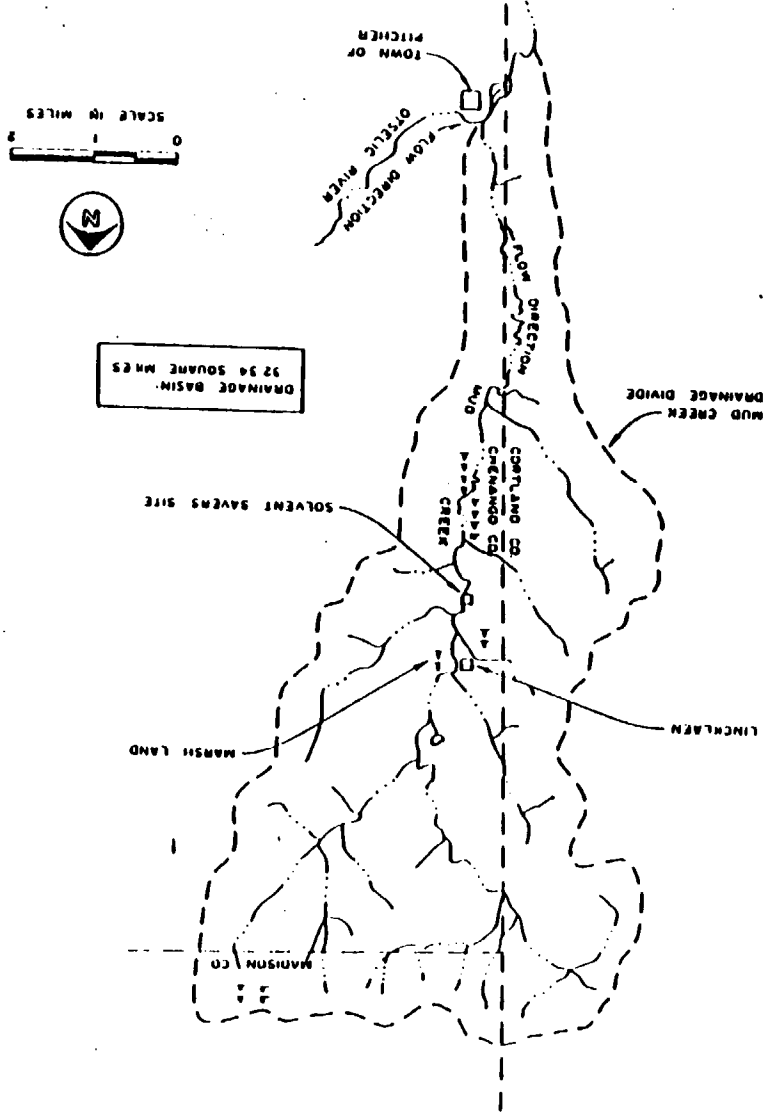 MADISON CO
MARSH LAND
LINCKLAEN
SOLVENT SAVERS SITE
CORTLAND CO.
CHENANGO CO.
MUD CREEK
MUD CREEK
DRAINAGE DIVIDE
DRAINAGE BASIN:
32 34 SQUARE MILES
FLOW DIRECTION
N
FLOW DIRECTION
OTSELIC RIVER
0 1 2
SCALE IN MILES
TOWN OF
PITCHER